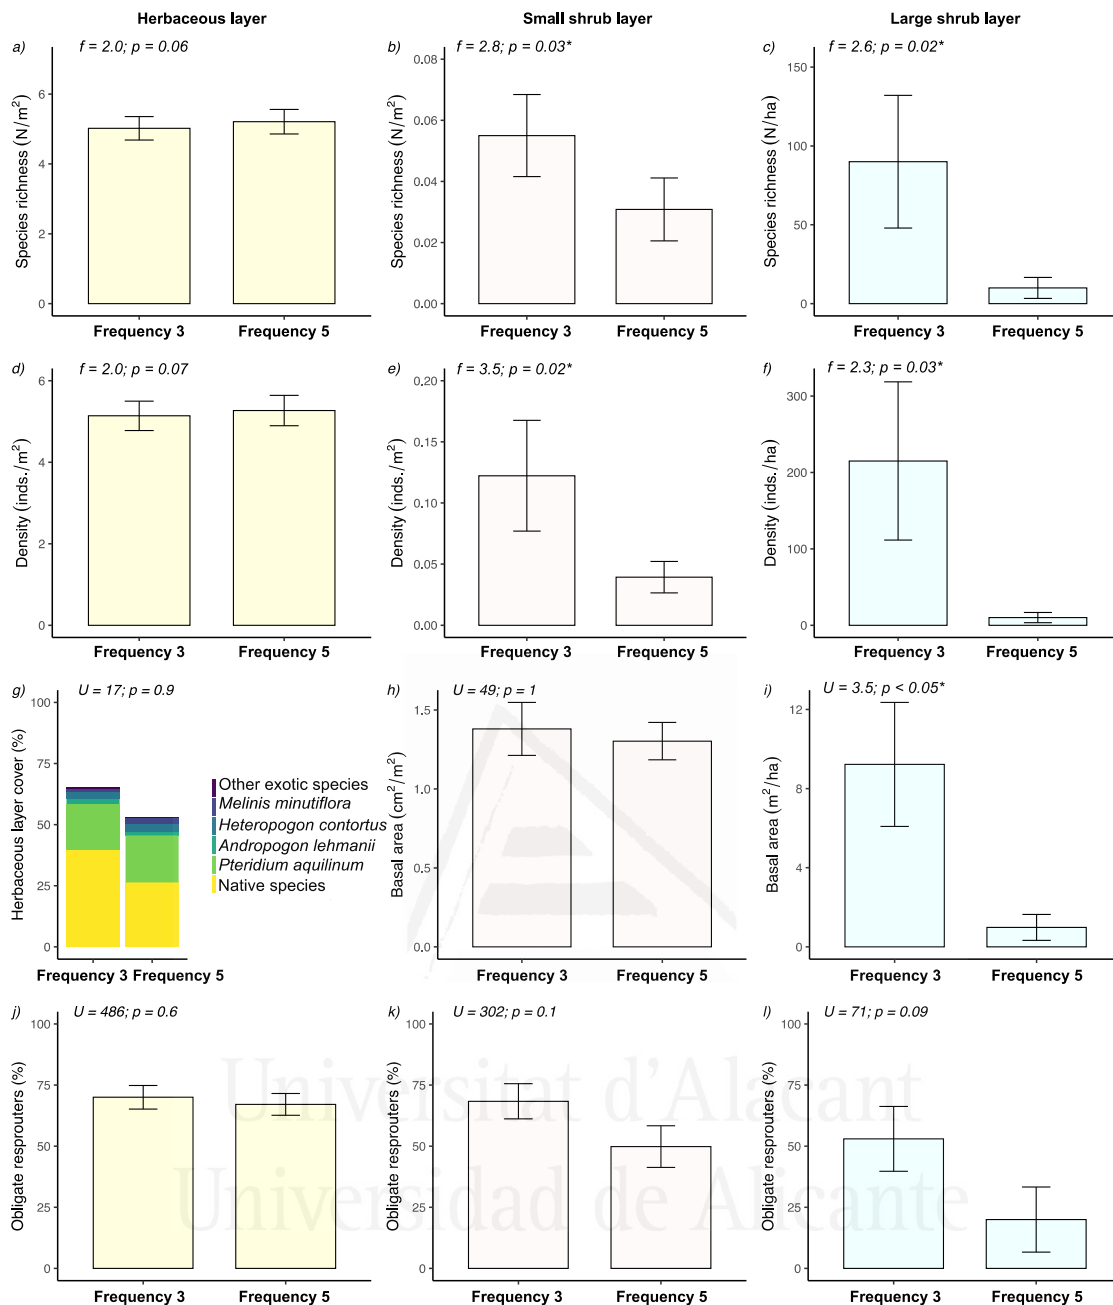 Herbaceous layer
Small shrub layer
Large shrub layer
a) f = 2.0; p = 0.06
Species richness (N/m²)
6
4
2
0
Frequency 3 Frequency 5
b) f = 2.8; p = 0.03*
Species richness (N/m²)
0.08
0.06
0.04
0.02
0.00
Frequency 3 Frequency 5
c) f = 2.6; p = 0.02*
Species richness (N/ha)
150
100
50
0
Frequency 3 Frequency 5
d) f = 2.0; p = 0.07
Density (inds./m²)
6
4
2
0
Frequency 3 Frequency 5
e) f = 3.5; p = 0.02*
Density (inds./m²)
0.20
0.15
0.10
0.05
0.00
Frequency 3 Frequency 5
f) f = 2.3; p = 0.03*
Density (inds./ha)
300
200
100
0
Frequency 3 Frequency 5
g) U = 17; p = 0.9
Herbaceous layer cover (%)
100
75
50
25
0
Frequency 3 Frequency 5
Other exotic species
Melinis minutiflora
Heteropogon contortus
Andropogon lehmanii
Pteridium aquilinum
Native species
h) U = 49; p = 1
Basal area (cm²/m²)
1.5
1.0
0.5
0.0
Frequency 3 Frequency 5
i) U = 3.5; p < 0.05*
Basal area (m²/ha)
12
8
4
0
Frequency 3 Frequency 5
j) U = 486; p = 0.6
Obligate resprouters (%)
100
75
50
25
0
Frequency 3 Frequency 5
k) U = 302; p = 0.1
Obligate resprouters (%)
100
75
50
25
0
Frequency 3 Frequency 5
l) U = 71; p = 0.09
Obligate resprouters (%)
100
75
50
25
0
Frequency 3 Frequency 5
Universitat d'Alacant
Universidad de Alicante